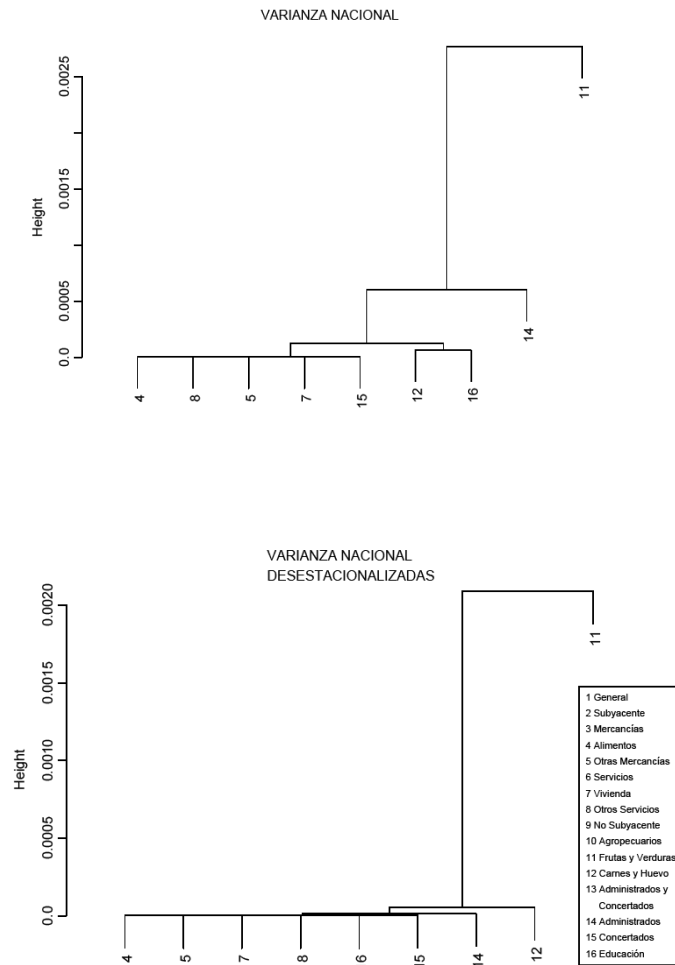 VARIANZA NACIONAL
0.0025
0.0015
0.0005
0.0
Height
11
14
4
8
5
7
15
12
16
VARIANZA NACIONAL
DESESTACIONALIZADAS
0.0020
0.0015
0.0010
0.0005
0.0
Height
11
4
5
7
8
6
15
14
12
1 General
2 Subyacente
3 Mercancías
4 Alimentos
5 Otras Mercancías
6 Servicios
7 Vivienda
8 Otros Servicios
9 No Subyacente
10 Agropecuarios
11 Frutas y Verduras
12 Carnes y Huevo
13 Administrados y
Concertados
14 Administrados
15 Concertados
16 Educación